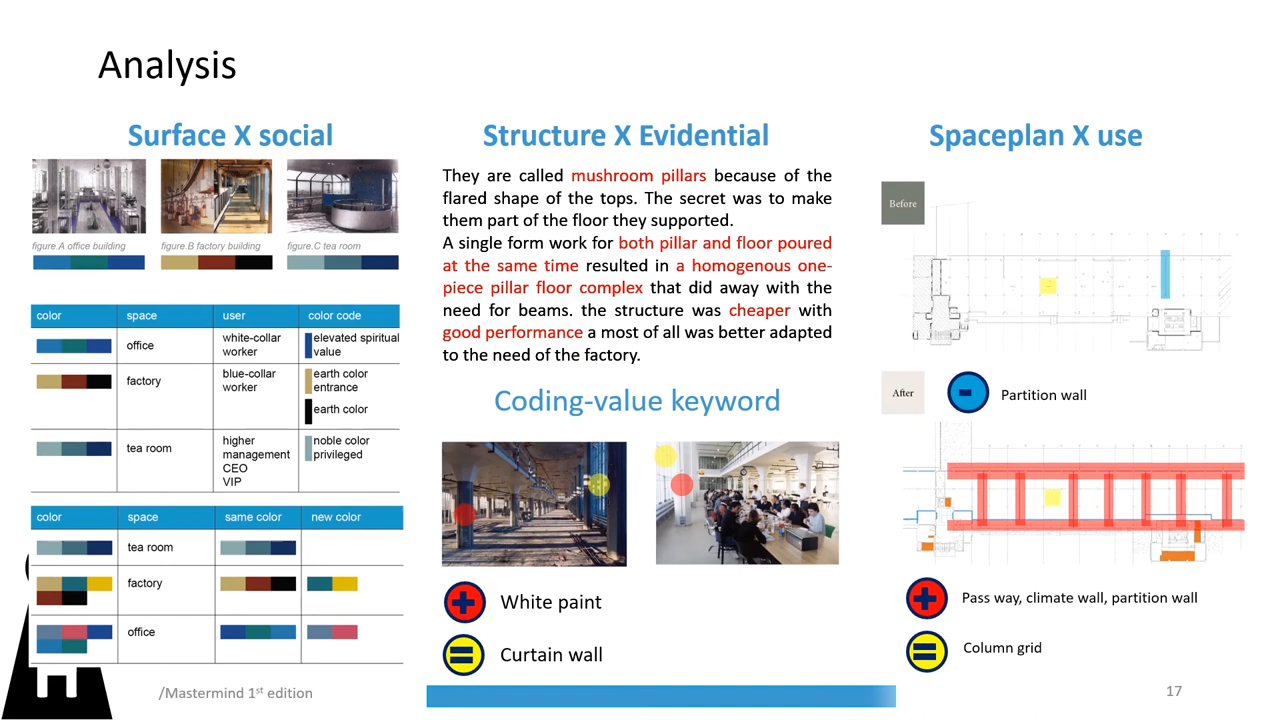 Analysis
Surface X social
figure.A office building
figure.B factory building
figure.C tea room
color space user color code
office white-collar worker elevated spiritual value
factory blue-collar worker earth color entrance
earth color
tea room higher management CEO VIP noble color privileged
color space same color new color
tea room
factory
office
Structure X Evidential
They are called mushroom pillars because of the
flared shape of the tops. The secret was to make
them part of the floor they supported.
A single form work for both pillar and floor poured
at the same time resulted in a homogenous one-
piece pillar floor complex that did away with the
need for beams. the structure was cheaper with
good performance a most of all was better adapted
to the need of the factory.
Coding-value keyword
White paint
Curtain wall
Spaceplan X use
Before
After
Partition wall
Pass way, climate wall, partition wall
Column grid
/Mastermind 1st edition
17